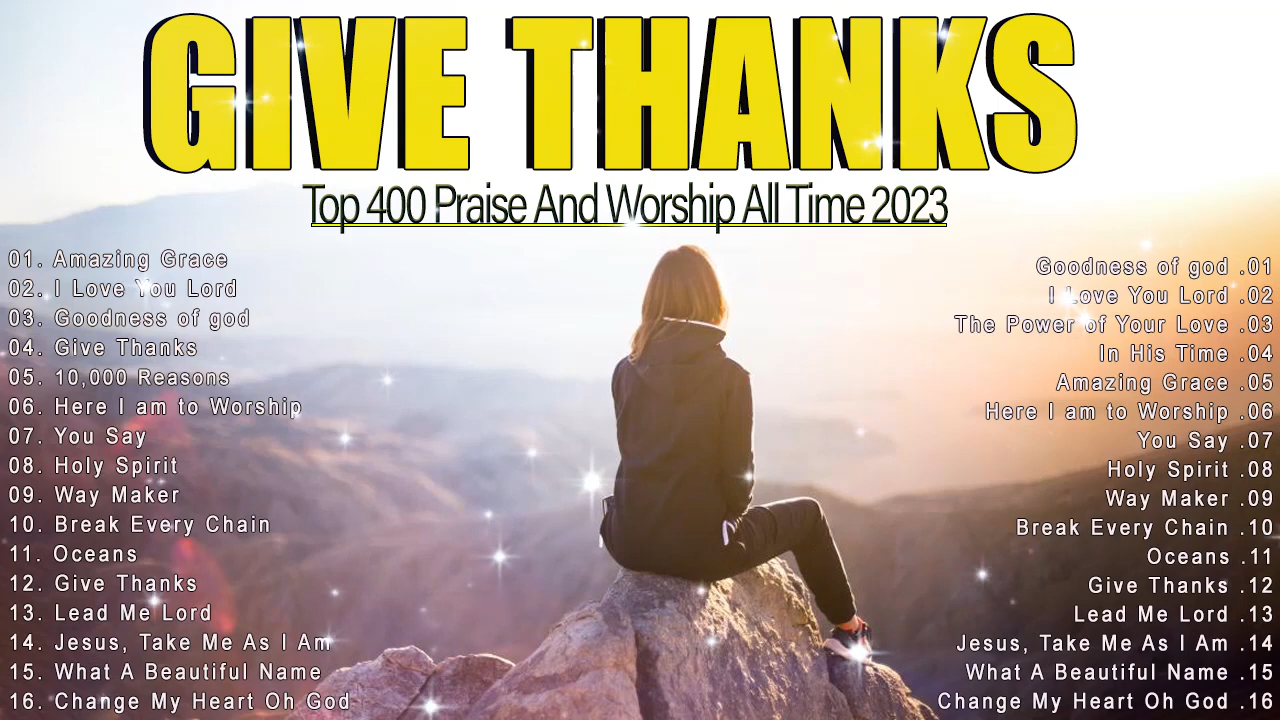 GIVE THANKS
Top 400 Praise And Worship All Time 2023
01. Amazing Grace
02. I Love You Lord
03. Goodness of god
04. Give Thanks
05. 10,000 Reasons
06. Here I am to Worship
07. You Say
08. Holy Spirit
09. Way Maker
10. Break Every Chain
11. Oceans
12. Give Thanks
13. Lead Me Lord
14. Jesus, Take Me As I Am
15. What A Beautiful Name
16. Change My Heart Oh God
Goodness of god .01
I Love You Lord .02
The Power of Your Love .03
In His Time .04
Amazing Grace .05
Here I am to Worship .06
You Say .07
Holy Spirit .08
Way Maker .09
Break Every Chain .10
Oceans .11
Give Thanks .12
Lead Me Lord .13
Jesus, Take Me As I Am .14
What A Beautiful Name .15
Change My Heart Oh God .16